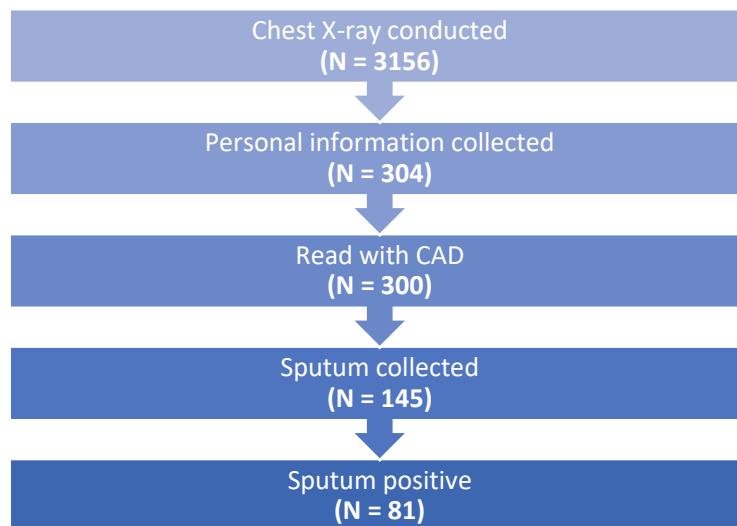 Chest X-ray conducted
(N = 3156)
Personal information collected
(N = 304)
Read with CAD
(N = 300)
Sputum collected
(N = 145)
Sputum positive
(N = 81)